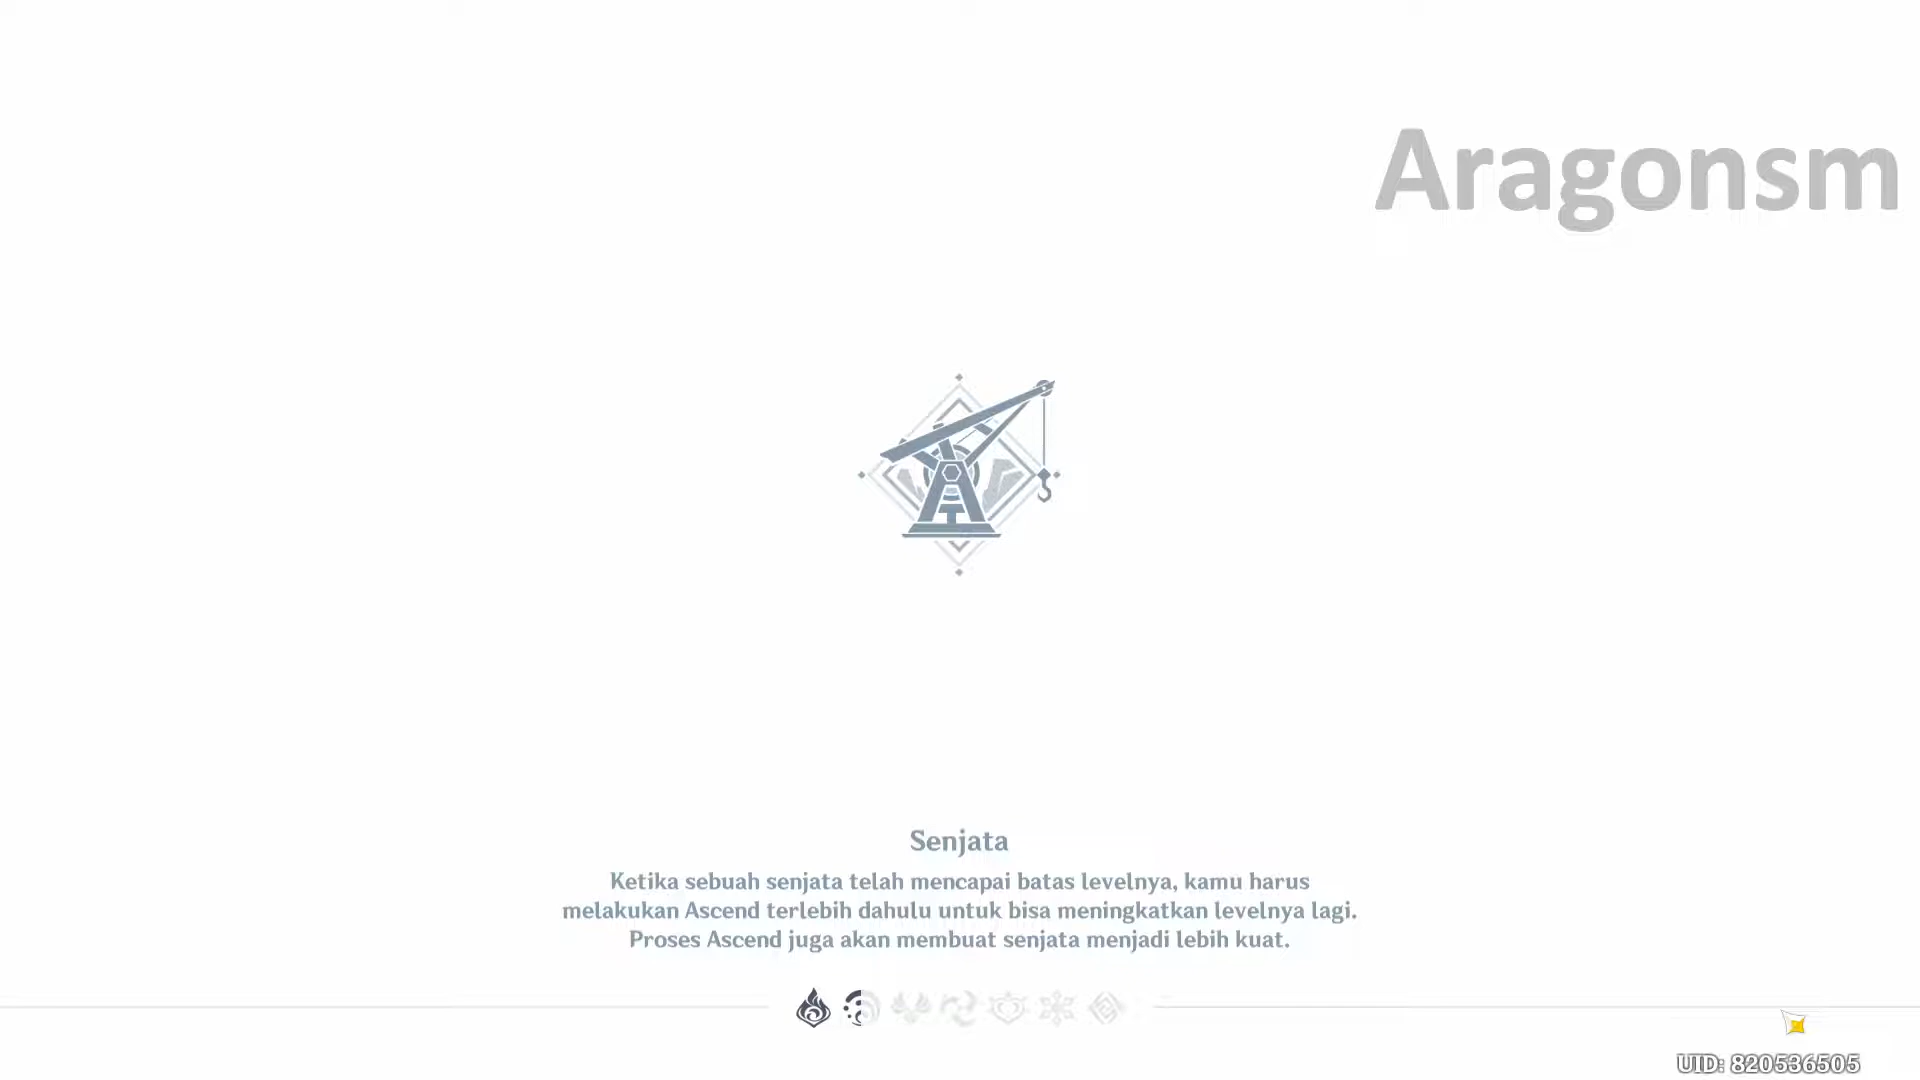 Aragonsm
Senjata
Ketika sebuah senjata telah mencapai batas levelnya, kamu harus
melakukan Ascend terlebih dahulu untuk bisa meningkatkan levelnya lagi.
Proses Ascend juga akan membuat senjata menjadi lebih kuat.
UID: 820536505